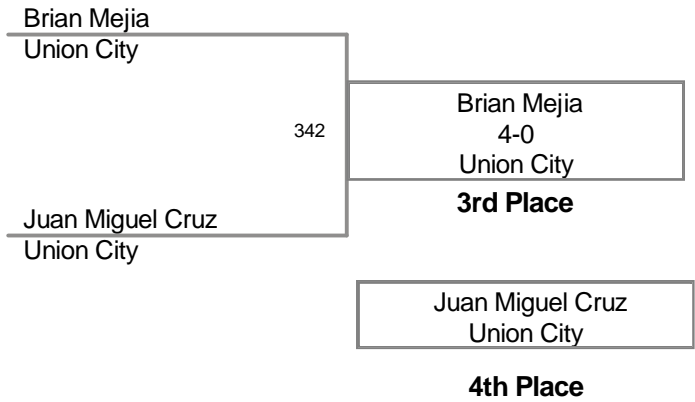 Brian Mejia
Union City
342
Brian Mejia
4-0
Union City
3rd Place
Juan Miguel Cruz
Union City
Juan Miguel Cruz
Union City
4th Place